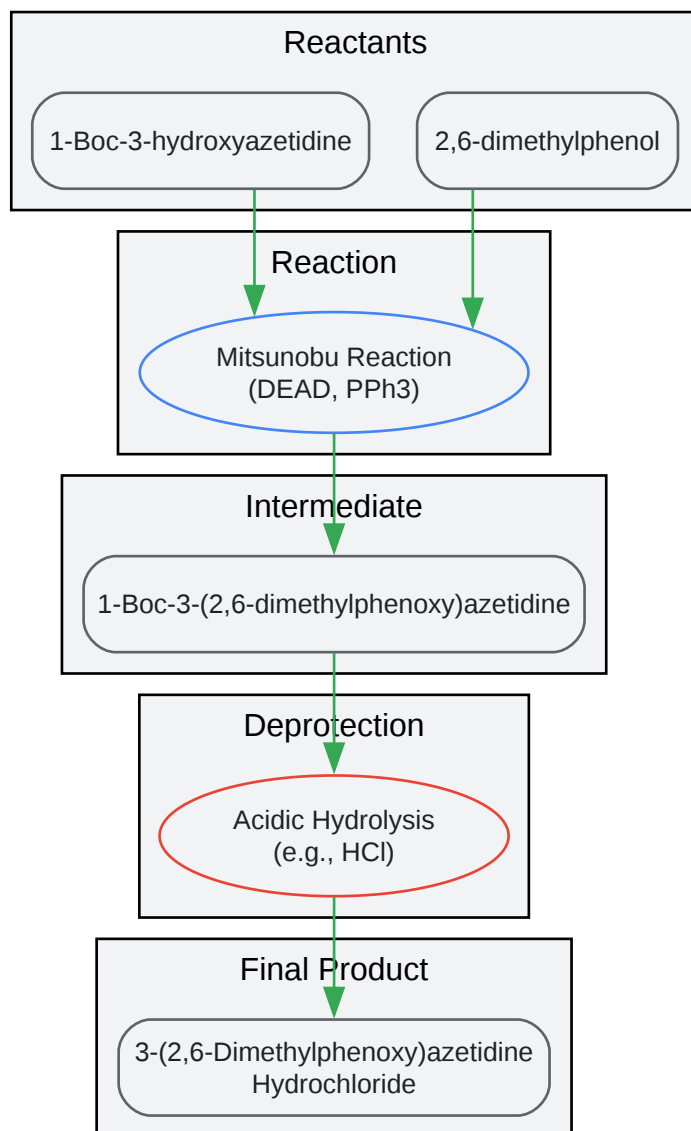 Reactants
1-Boc-3-hydroxyazetidine
2,6-dimethylphenol
Reaction
Mitsunobu Reaction
(DEAD, PPh3)
Intermediate
1-Boc-3-(2,6-dimethylphenoxy)azetidine
Deprotection
Acidic Hydrolysis
(e.g., HCl)
Final Product
3-(2,6-Dimethylphenoxy)azetidine
Hydrochloride